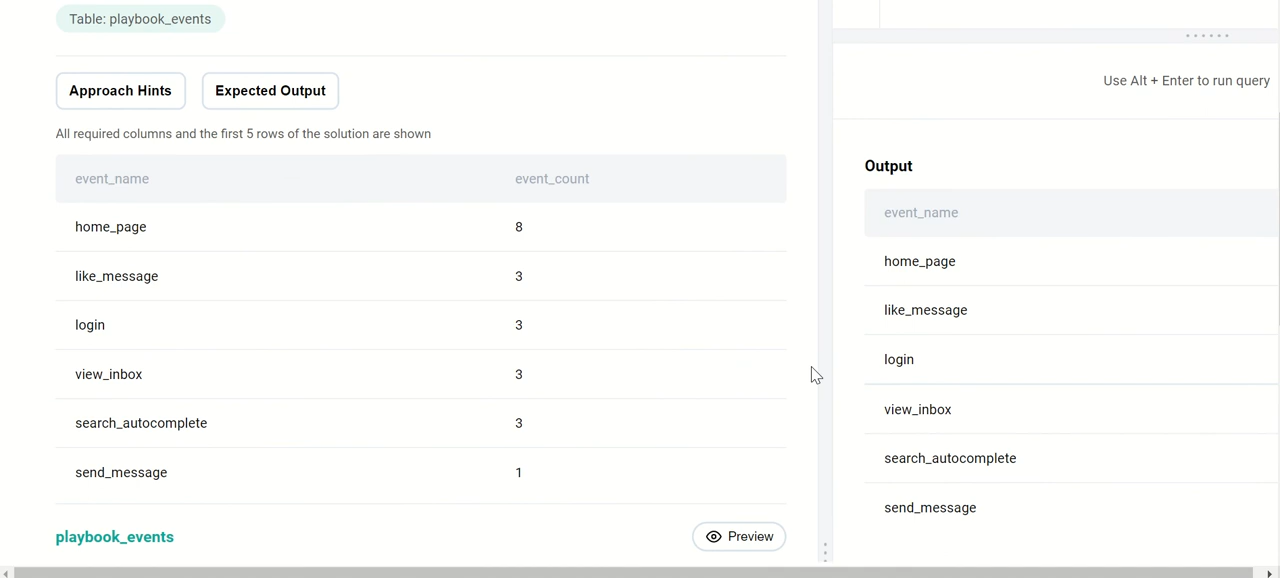 Table: playbook_events
Approach Hints
Expected Output
All required columns and the first 5 rows of the solution are shown
event_name event_count
home_page 8
like_message 3
login 3
view_inbox 3
search_autocomplete 3
send_message 1
playbook_events
Preview
Use Alt + Enter to run query
Output
event_name
home_page
like_message
login
view_inbox
search_autocomplete
send_message